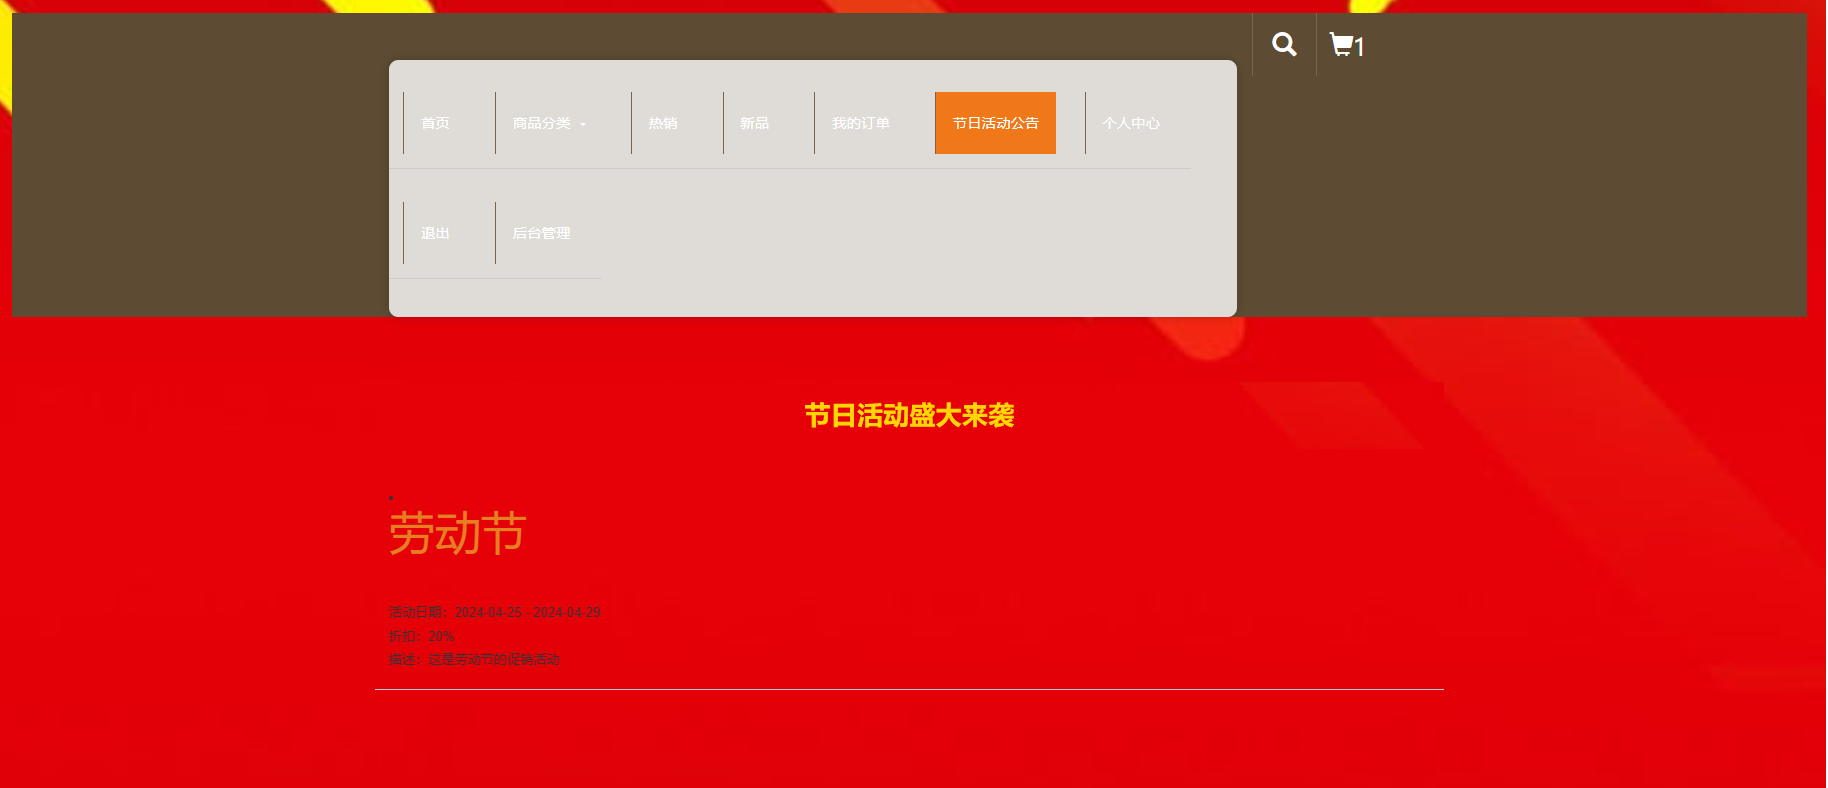 1
首页 商品分类 热销 新品 我的订单 节日活动公告 个人中心
退出 后台管理
节日活动盛大来袭
劳动节
活动日期：2024-04-25 - 2024-04-29
折扣：20%
描述：这是劳动节的促销活动